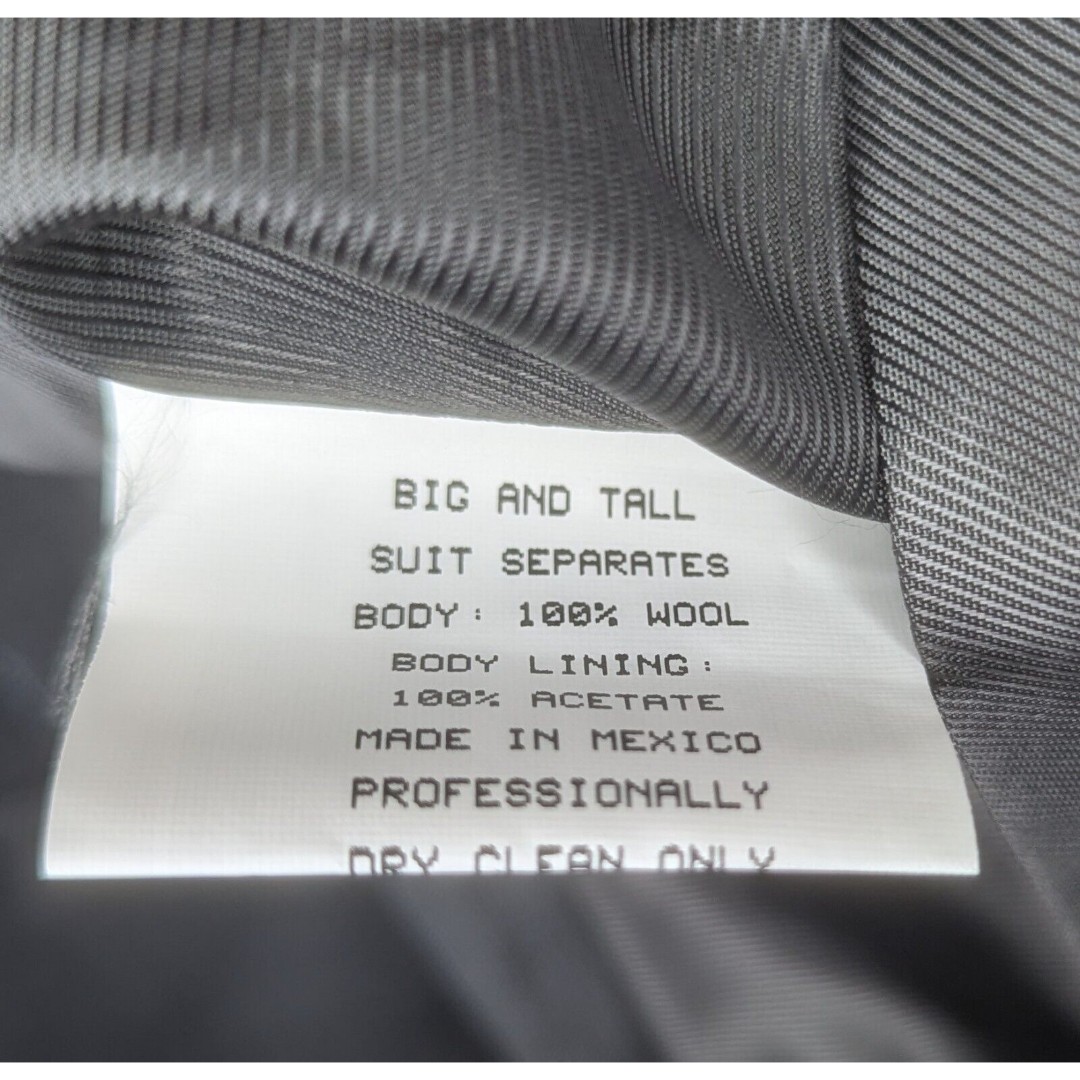 BIG AND TALL
SUIT SEPARATES
BODY: 100% WOOL
BODY LINING:
100% ACETATE
MADE IN MEXICO
PROFESSIONALLY
DRY CLEAN ONLY